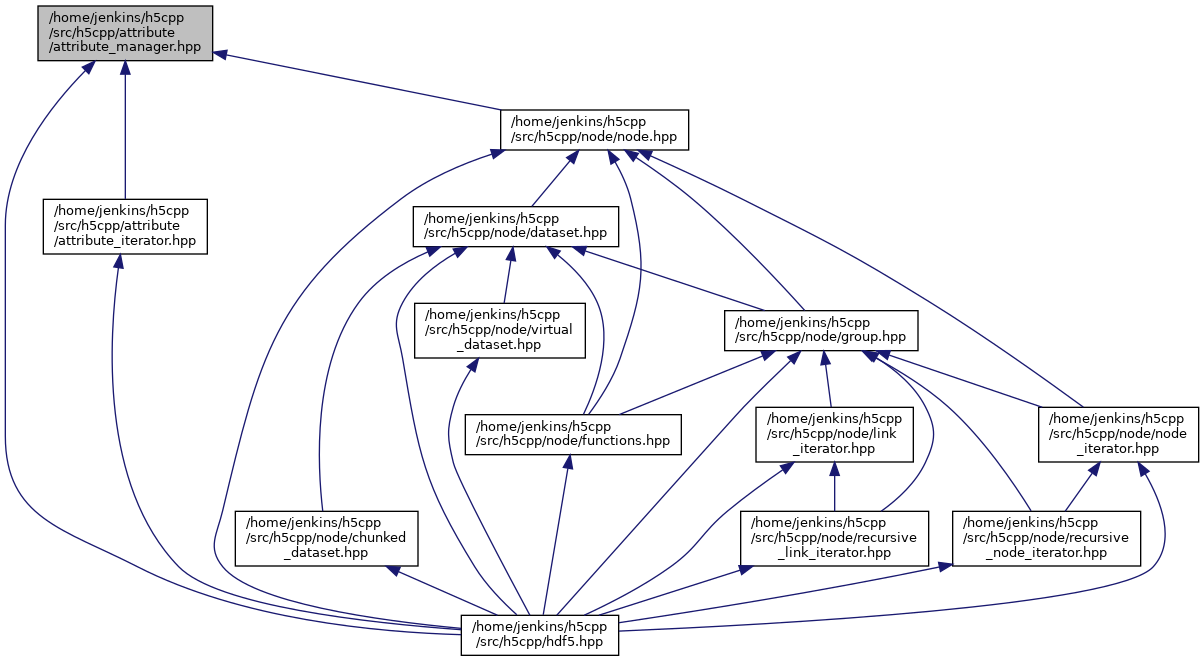 /home/jenkins/h5cpp
/src/h5cpp/attribute
/attribute_manager.hpp
/home/jenkins/h5cpp
/src/h5cpp/node/node.hpp
/home/jenkins/h5cpp
/src/h5cpp/attribute
/attribute_iterator.hpp
/home/jenkins/h5cpp
/src/h5cpp/node/dataset.hpp
/home/jenkins/h5cpp
/src/h5cpp/node/virtual
_dataset.hpp
/home/jenkins/h5cpp
/src/h5cpp/node/group.hpp
/home/jenkins/h5cpp
/src/h5cpp/node/functions.hpp
/home/jenkins/h5cpp
/src/h5cpp/node/link
_iterator.hpp
/home/jenkins/h5cpp
/src/h5cpp/node/node
_iterator.hpp
/home/jenkins/h5cpp
/src/h5cpp/node/chunked
_dataset.hpp
/home/jenkins/h5cpp
/src/h5cpp/node/recursive
_link_iterator.hpp
/home/jenkins/h5cpp
/src/h5cpp/node/recursive
_node_iterator.hpp
/home/jenkins/h5cpp
/src/h5cpp/hdf5.hpp